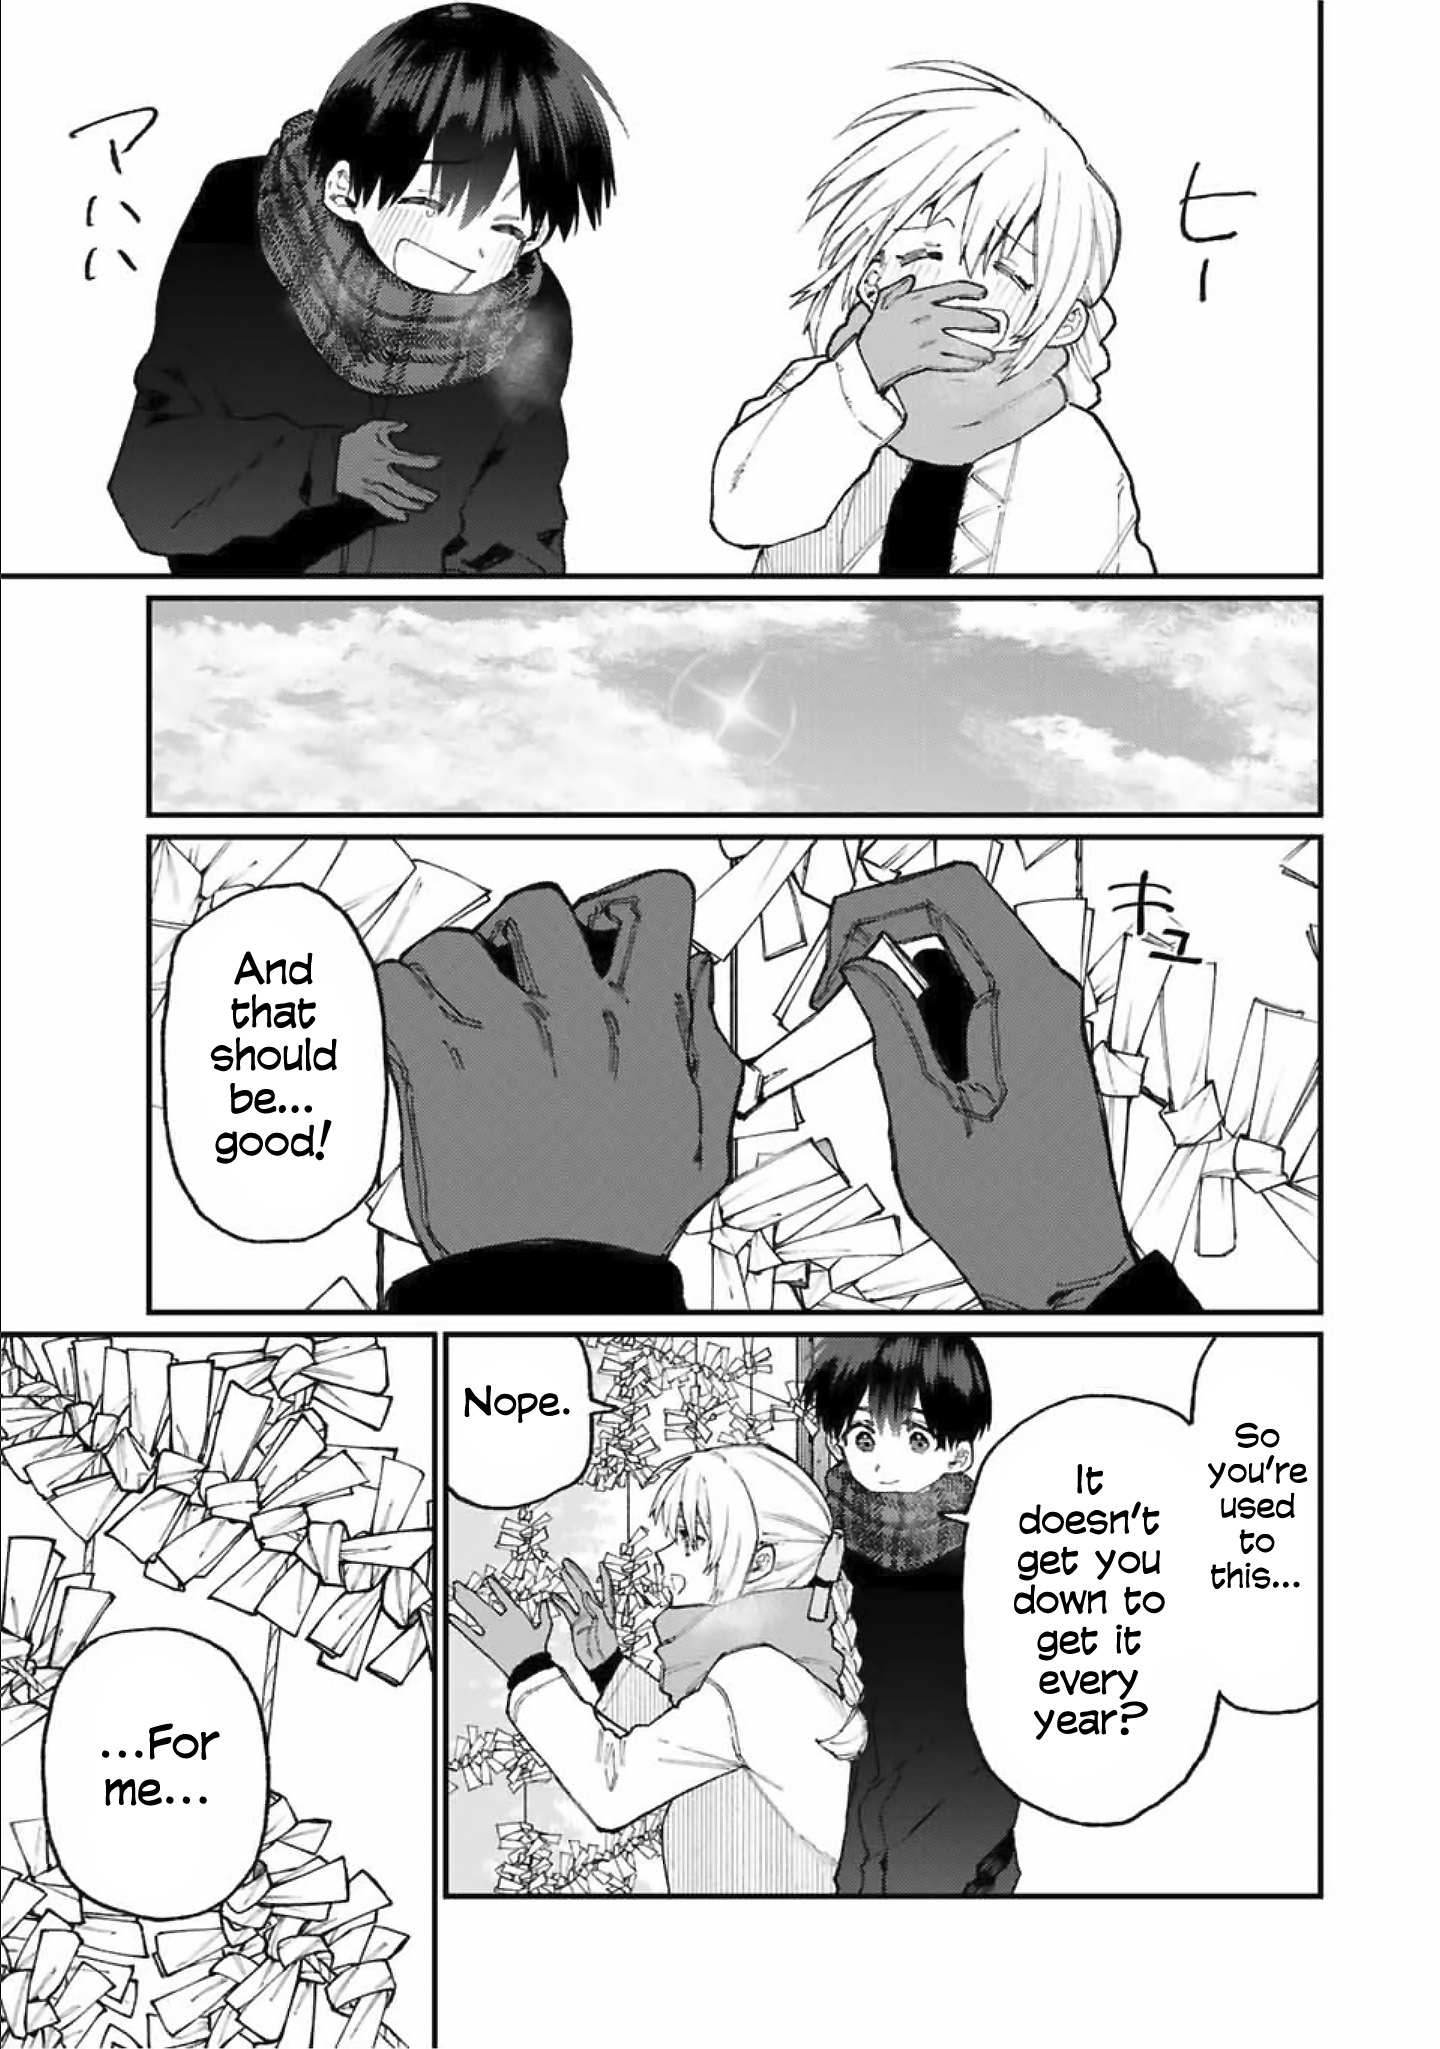 ヒー
アハハ
キュ
And
that
should
be...
good!
So
you're
used
to
this...
It
doesn't
get you
down to
get it
every
year?
Nope.
...For
me...